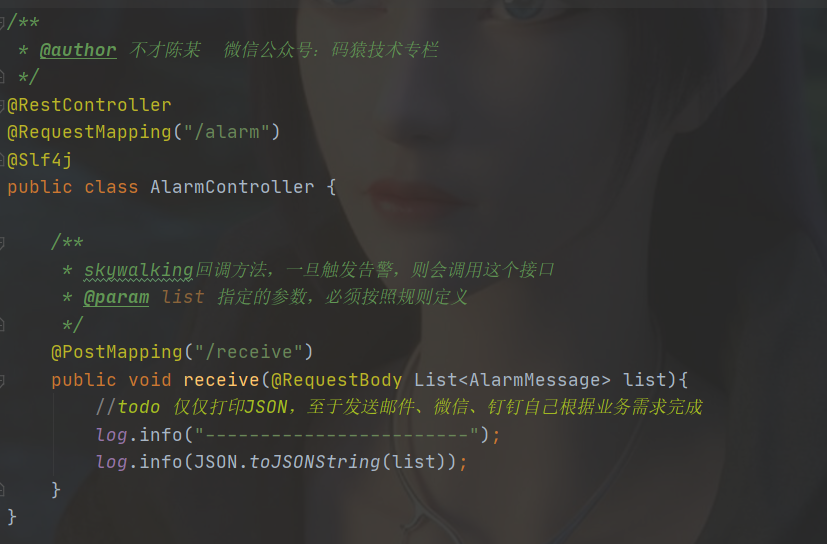 /**
 * @author 不才陈某  微信公众号：码猿技术专栏
 */
@RestController
@RequestMapping("/alarm")
@Slf4j
public class AlarmController {
    /**
     * skywalking回调方法，一旦触发告警，则会调用这个接口
     * @param list 指定的参数，必须按照规则定义
     */
    @PostMapping("/receive")
    public void receive(@RequestBody List<AlarmMessage> list){
        //todo 仅仅打印JSON，至于发送邮件、微信、钉钉自己根据业务需求完成
        log.info("------------------------");
        log.info(JSON.toJSONString(list));
    }
}